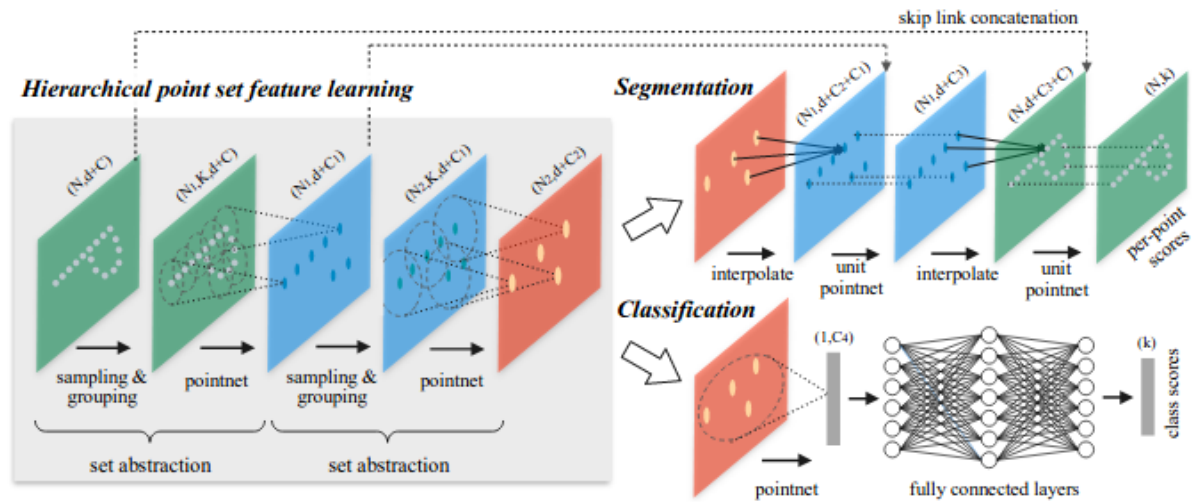 skip link concatenation
Hierarchical point set feature learning
(N,d+C)
(N1,K,d+C)
(N1,d+C1)
(N2,K,d+C1)
(N2,d+C2)
sampling &
grouping
pointnet
sampling &
grouping
pointnet
set abstraction
set abstraction
Segmentation
(N1,d+C2+C1)
(N1,d+C3)
(N,d+C3+C)
(N,k)
interpolate
unit
pointnet
interpolate
unit
pointnet
per-point
scores
Classification
(1,C4)
(k)
class scores
pointnet
fully connected layers